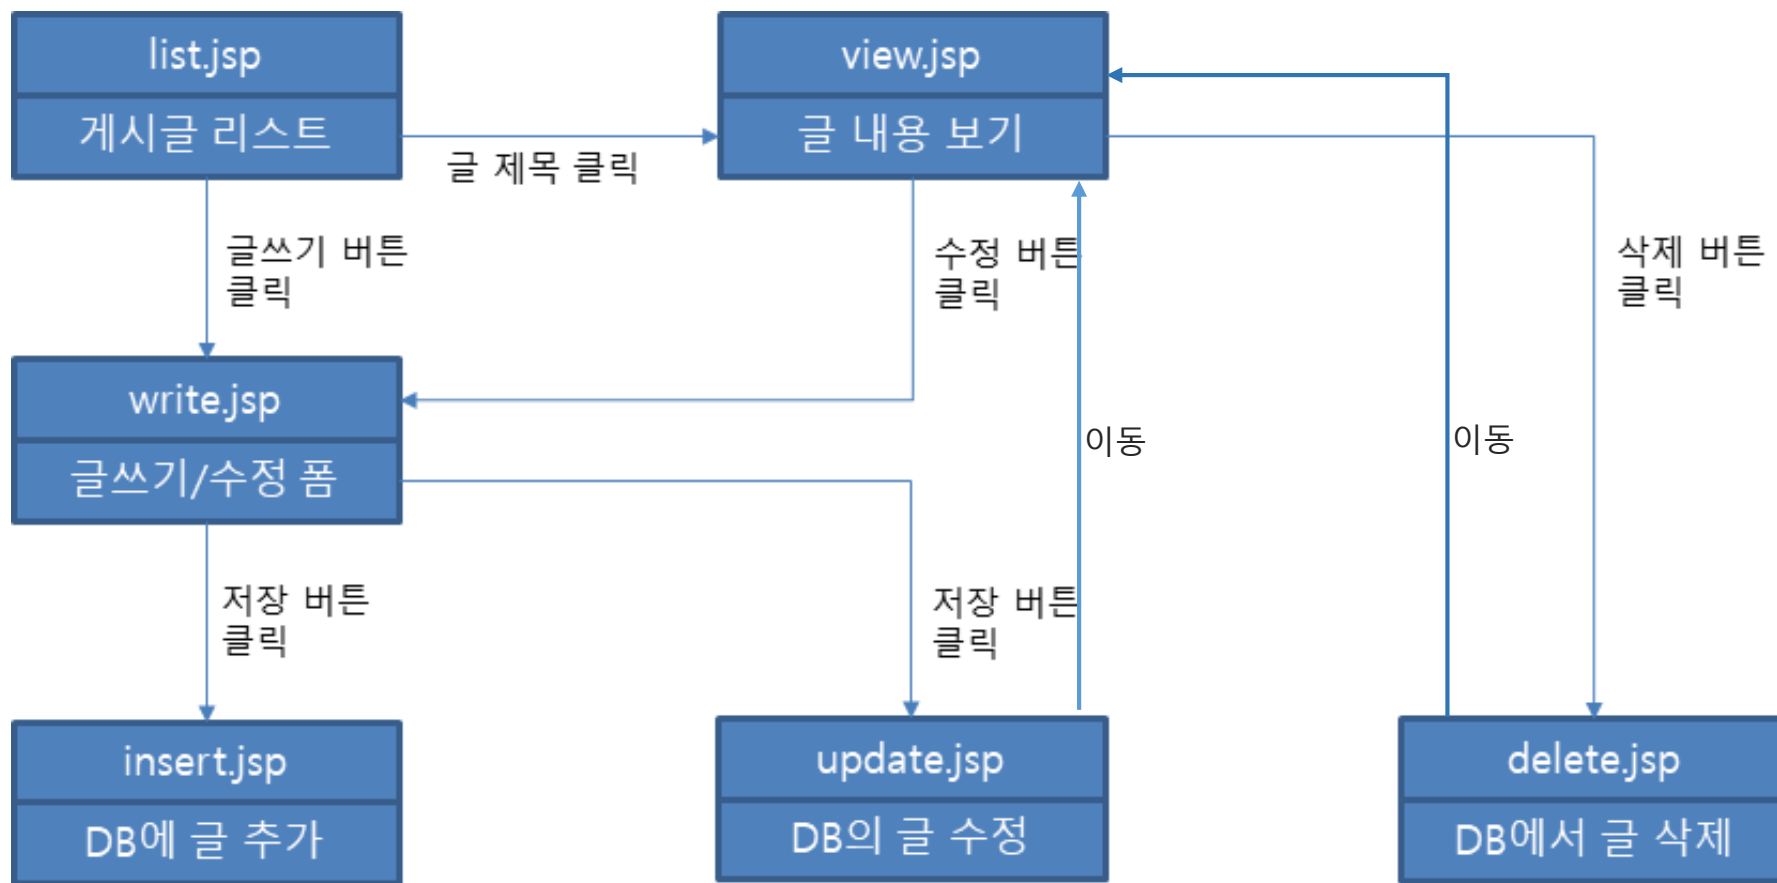 list.jsp
게시글 리스트
글 제목 클릭
view.jsp
글 내용 보기
글쓰기 버튼
클릭
수정 버튼
클릭
삭제 버튼
클릭
write.jsp
글쓰기/수정 폼
이동
이동
저장 버튼
클릭
저장 버튼
클릭
insert.jsp
DB에 글 추가
update.jsp
DB의 글 수정
delete.jsp
DB에서 글 삭제